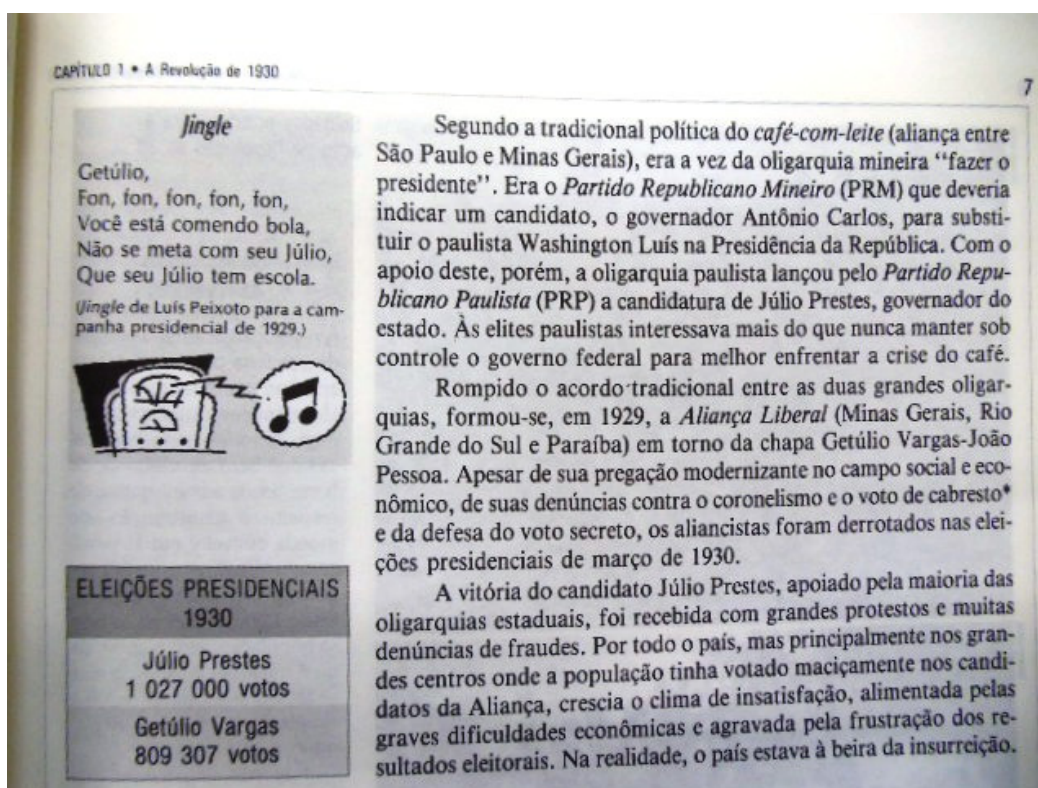 CAPÍTULO 1 • A Revolução de 1930
7
Jingle
Getúlio,
Fon, fon, fon, fon, fon,
Você está comendo bola,
Não se meta com seu Júlio,
Que seu Júlio tem escola.
(Jingle de Luís Peixoto para a cam-
panha presidencial de 1929.)
ELEIÇÕES PRESIDENCIAIS
1930
Júlio Prestes
1 027 000 votos
Getúlio Vargas
809 307 votos
Segundo a tradicional política do café-com-leite (aliança entre
São Paulo e Minas Gerais), era a vez da oligarquia mineira “fazer o
presidente”. Era o Partido Republicano Mineiro (PRM) que deveria
indicar um candidato, o governador Antônio Carlos, para substi-
tuir o paulista Washington Luís na Presidência da República. Com o
apoio deste, porém, a oligarquia paulista lançou pelo Partido Repu-
blicano Paulista (PRP) a candidatura de Júlio Prestes, governador do
estado. Às elites paulistas interessava mais do que nunca manter sob
controle o governo federal para melhor enfrentar a crise do café.
Rompido o acordo tradicional entre as duas grandes oligar-
quias, formou-se, em 1929, a Aliança Liberal (Minas Gerais, Rio
Grande do Sul e Paraíba) em torno da chapa Getúlio Vargas-João
Pessoa. Apesar de sua pregação modernizante no campo social e eco-
nômico, de suas denúncias contra o coronelismo e o voto de cabresto*
e da defesa do voto secreto, os aliancistas foram derrotados nas elei-
ções presidenciais de março de 1930.
A vitória do candidato Júlio Prestes, apoiado pela maioria das
oligarquias estaduais, foi recebida com grandes protestos e muitas
denúncias de fraudes. Por todo o país, mas principalmente nos gran-
des centros onde a população tinha votado maciçamente nos candi-
datos da Aliança, crescia o clima de insatisfação, alimentada pelas
graves dificuldades econômicas e agravada pela frustração dos re-
sultados eleitorais. Na realidade, o país estava à beira da insurreição.